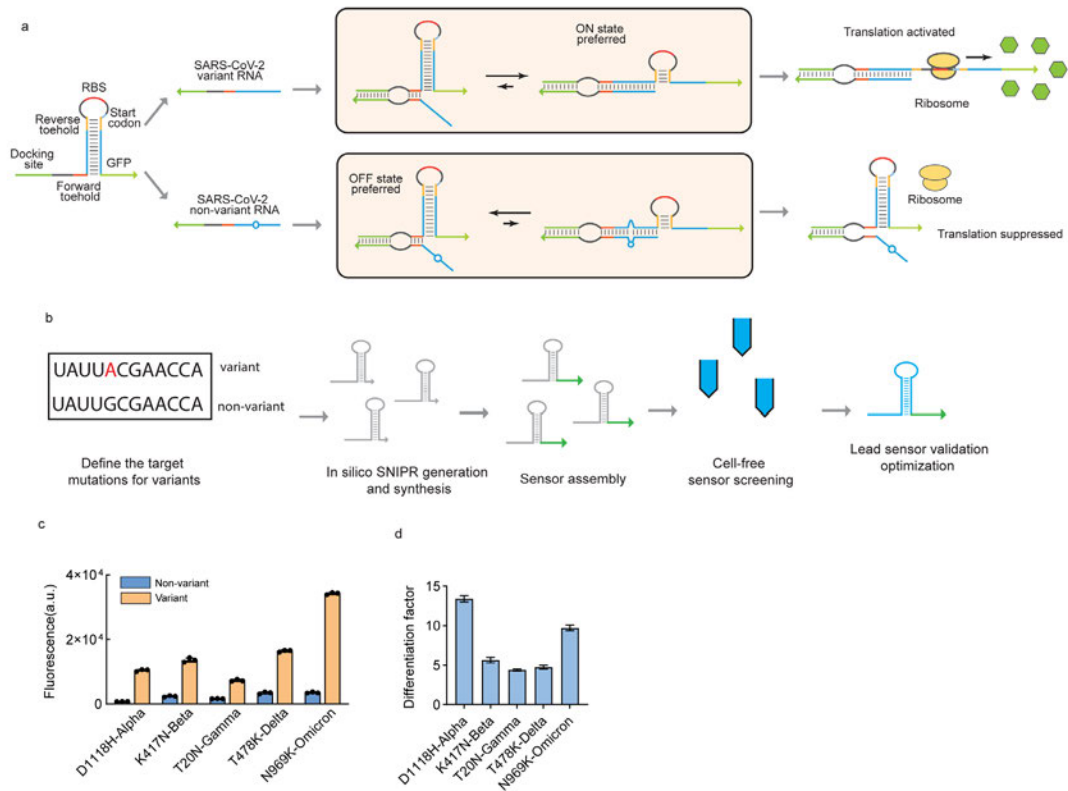 a
RBS
Reverse
toehold
Start
codon
Docking
site
GFP
Forward
toehold
SARS-CoV-2
variant RNA
SARS-CoV-2
non-variant RNA
ON state
preferred
OFF state
preferred
Translation activated
Ribosome
Ribosome
Translation suppressed
b
UAUUACGAACCA
variant
UAUUGCGAACCA
non-variant
Define the target
mutations for variants
In silico SNIPR generation
and synthesis
Sensor assembly
Cell-free
sensor screening
Lead sensor validation
optimization
c
Fluorescence(a.u.)
4×10⁴
2×10⁴
0
Non-variant
Variant
D1118H-Alpha
K417N-Beta
T20N-Gamma
T478K-Delta
N969K-Omicron
d
Differentiation factor
15
10
5
0
D1118H-Alpha
K417N-Beta
T20N-Gamma
T478K-Delta
N969K-Omicron